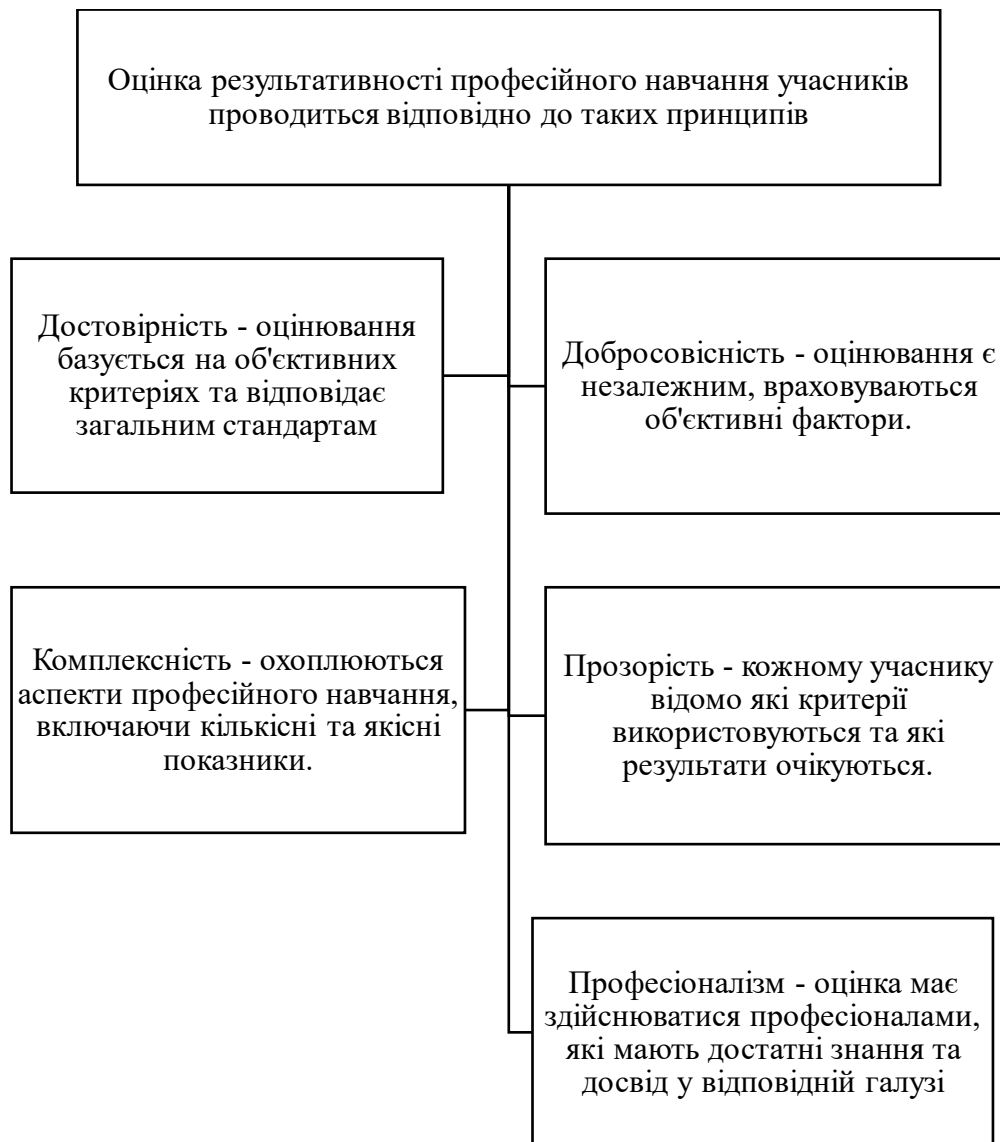 Оцінка результативності професійного навчання учасників
проводиться відповідно до таких принципів
Достовірність - оцінювання
базується на об'єктивних
критеріях та відповідає
загальним стандартам
Добросовісність - оцінювання є
незалежним, враховуваються
об'єктивні фактори.
Комплексність - охоплюються
аспекти професійного навчання,
включаючи кількісні та якісні
показники.
Прозорість - кожному учаснику
відомо які критерії
використовуються та які
результати очікуються.
Професіоналізм - оцінка має
здійснюватися професіоналами,
які мають достатні знання та
досвід у відповідній галузі